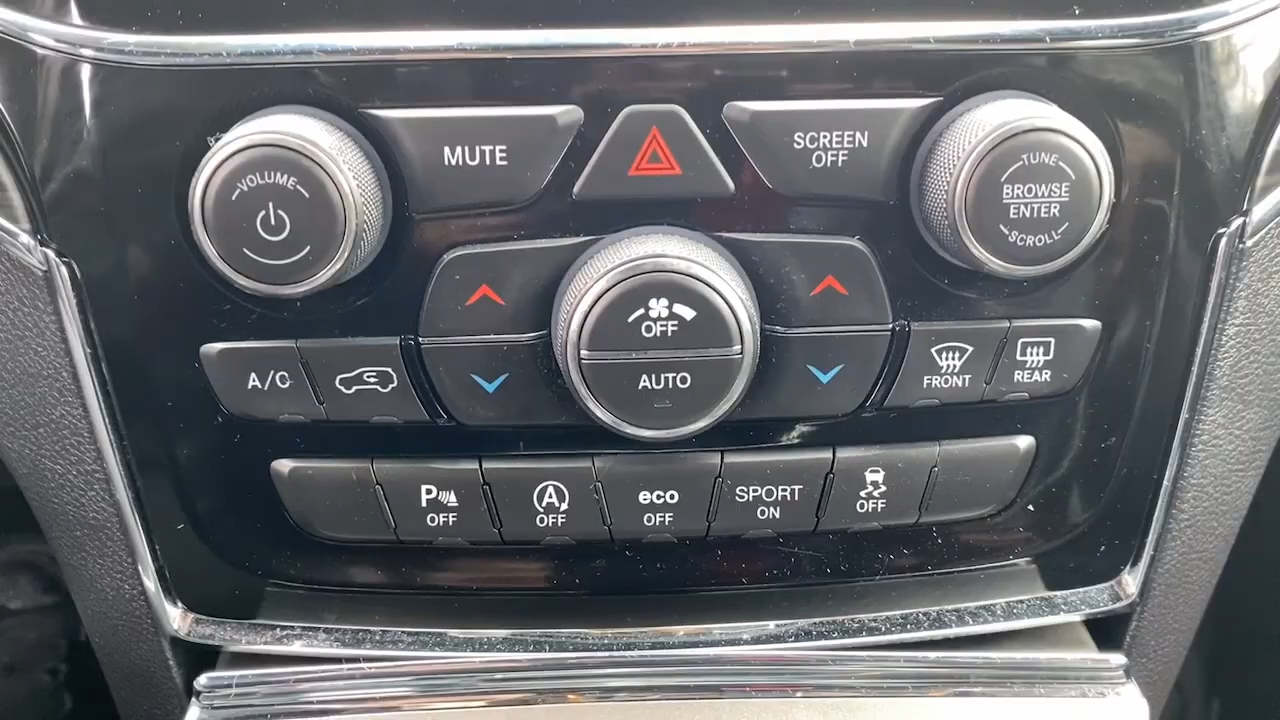 VOLUME
MUTE
SCREEN
OFF
TUNE
BROWSE
ENTER
SCROLL
OFF
AUTO
A/C
FRONT
REAR
P
OFF
A
OFF
eco
OFF
SPORT
ON
OFF